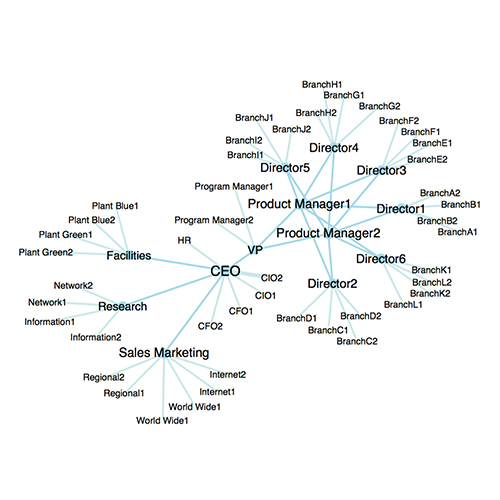 BranchH1
BranchG1
BranchG2
BranchJ1
BranchH2
BranchF2
BranchJ2
BranchF1
BranchI2
BranchE1
Director4
BranchI1
BranchE2
Director5
Director3
Program Manager1
BranchA2
Product Manager1
BranchB1
Director1
Plant Blue1
Plant Blue2
Program Manager2
BranchB2
Plant Green1
Product Manager2
BranchA1
HR
Plant Green2
Facilities
VP
Director6
CEO
BranchK1
CIO2
BranchL2
Network2
Director2
BranchK2
CIO1
Network1
Research
BranchL1
CFO1
BranchD1
BranchD2
Information1
CFO2
BranchC1
Information2
BranchC2
Sales Marketing
Regional2
Internet2
Regional1
Internet1
World Wide1
World Wide1